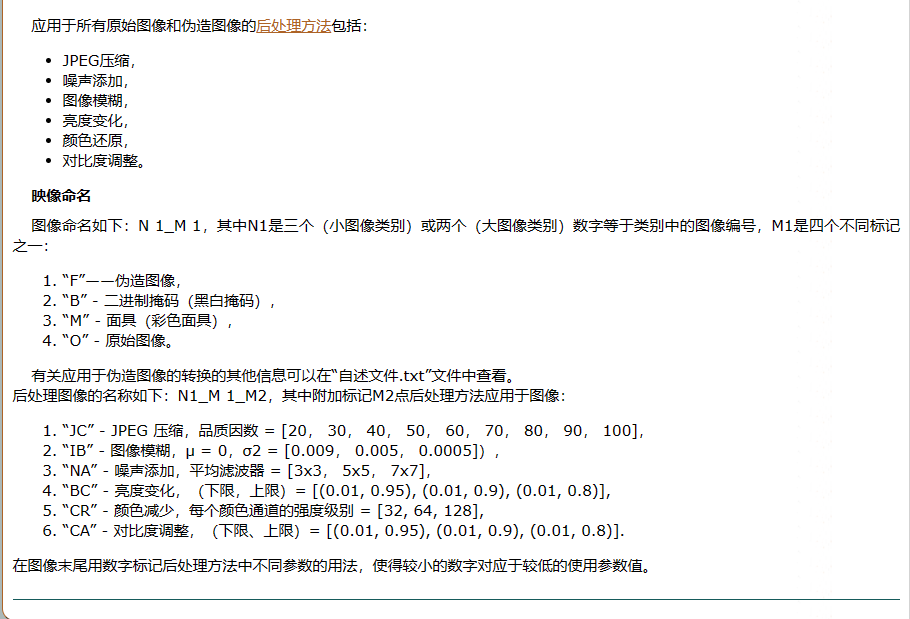 应用于所有原始图像和伪造图像的后处理方法包括：
• JPEG压缩，
• 噪声添加，
• 图像模糊，
• 亮度变化，
• 颜色还原，
• 对比度调整。
映像命名
图像命名如下：N 1_M 1，其中N1是三个（小图像类别）或两个（大图像类别）数字等于类别中的图像编号，M1是四个不同标记
之一：
1. “F”——伪造图像，
2. “B” - 二进制掩码（黑白掩码），
3. “M” - 面具（彩色面具），
4. “O” - 原始图像。
有关应用于伪造图像的转换的其他信息可以在“自述文件.txt”文件中查看。
后处理图像的名称如下：N1_M 1_M2，其中附加标记M2点后处理方法应用于图像：
1. “JC” - JPEG 压缩，品质因数 = [20， 30， 40， 50， 60， 70， 80， 90， 100]，
2. “IB” - 图像模糊，μ = 0，σ2 = [0.009， 0.005， 0.0005]），
3. “NA” - 噪声添加，平均滤波器 = [3x3， 5x5， 7x7]，
4. “BC” - 亮度变化，（下限，上限）= [(0.01, 0.95), (0.01, 0.9), (0.01, 0.8)]，
5. “CR” - 颜色减少，每个颜色通道的强度级别 = [32, 64, 128]，
6. “CA” - 对比度调整，（下限、上限）= [(0.01, 0.95), (0.01, 0.9), (0.01, 0.8)].
在图像末尾用数字标记后处理方法中不同参数的用法，使得较小的数字对应于较低的使用参数值。